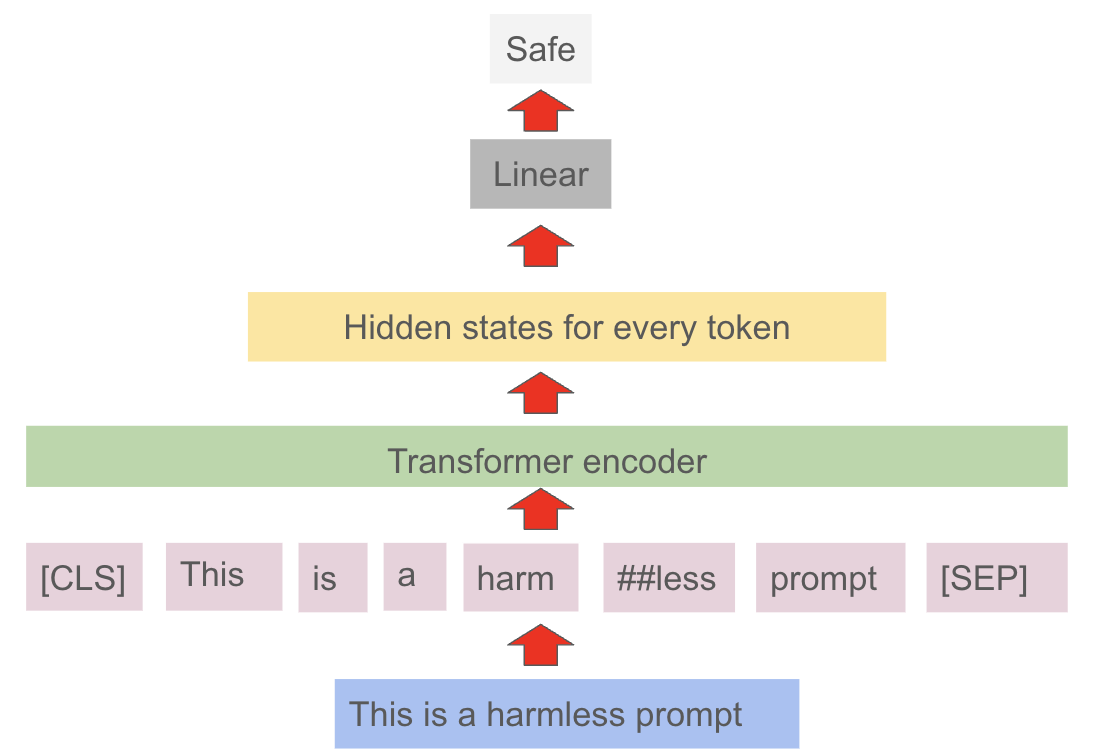 Safe
Linear
Hidden states for every token
Transformer encoder
[CLS] This is a harm ##less prompt [SEP]
This is a harmless prompt